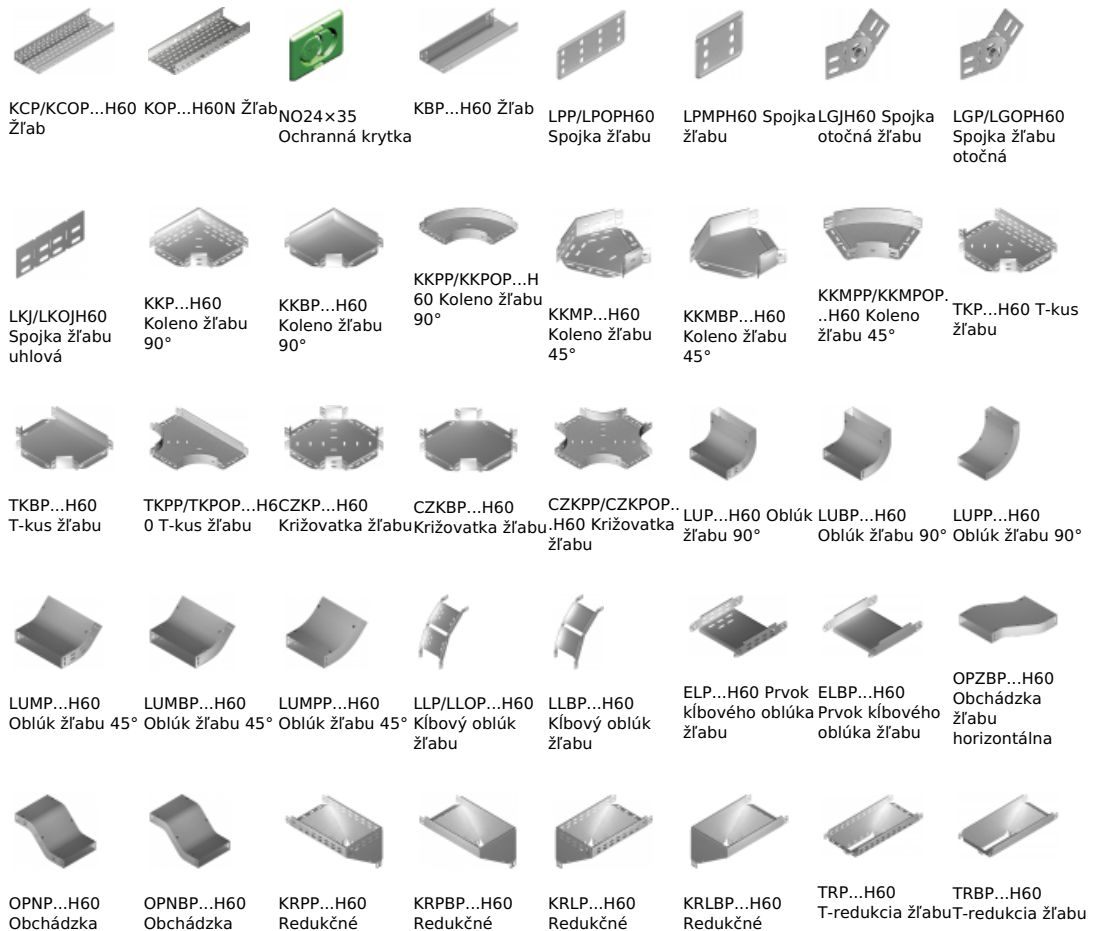 KCP/KCOP...H60
Žľab
KOP...H60N Žľab
NO24×35
Ochranná krytka
KBP...H60 Žľab
LPP/LPOPH60
Spojka žľabu
LPMPH60 Spojka
žľabu
LGJH60 Spojka
otočná žľabu
LGP/LGOPH60
Spojka žľabu
otočná
LKJ/LKOJH60
Spojka žľabu
uhlová
KKP...H60
Koleno žľabu
90°
KKBP...H60
Koleno žľabu
90°
KKPP/KKPOP...H
60 Koleno žľabu
90°
KKMP...H60
Koleno žľabu
45°
KKMBP...H60
Koleno žľabu
45°
KKMPP/KKMPOP.
..H60 Koleno
žľabu 45°
TKP...H60 T-kus
žľabu
TKBP...H60
T-kus žľabu
TKPP/TKPOP...H6
0 T-kus žľabu
CZKP...H60
Križovatka žľabu
CZKBP...H60
Križovatka žľabu
CZKPP/CZKPOP..
.H60 Križovatka
žľabu
LUP...H60 Oblúk
žľabu 90°
LUBP...H60
Oblúk žľabu 90°
LUPP...H60
Oblúk žľabu 90°
LUMP...H60
Oblúk žľabu 45°
LUMBP...H60
Oblúk žľabu 45°
LUMPP...H60
Oblúk žľabu 45°
LLP/LLOP...H60
Kĺbový oblúk
žľabu
LLBP...H60
Kĺbový oblúk
žľabu
ELP...H60 Prvok
kĺbového oblúka
žľabu
ELBP...H60
Prvok kĺbového
oblúka žľabu
OPZBP...H60
Obchádzka
žľabu
horizontálna
OPNP...H60
Obchádzka
OPNBP...H60
Obchádzka
KRPP...H60
Redukčné
KRPBP...H60
Redukčné
KRLP...H60
Redukčné
KRLBP...H60
Redukčné
TRP...H60
T-redukcia žľabu
TRBP...H60
T-redukcia žľabu